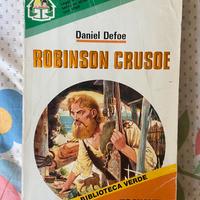 Daniel Defoe
ROBINSON CRUSOE
BIBLIOTECA VERDE